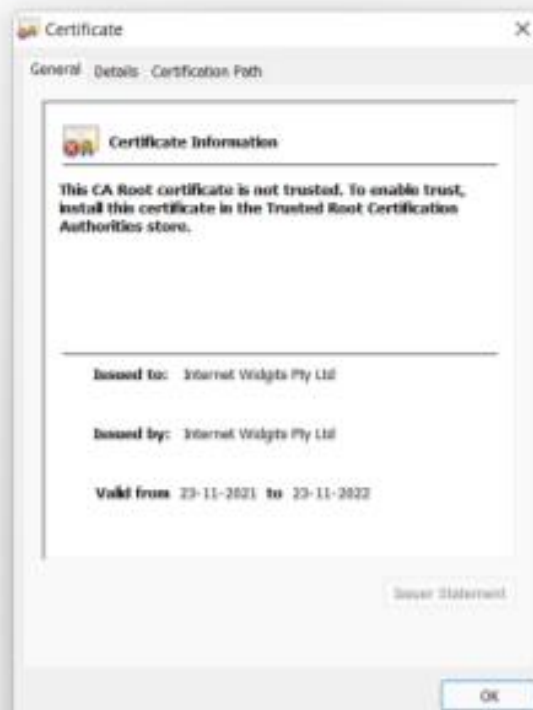 Certificate
General Details Certification Path
Certificate Information
This CA Root certificate is not trusted. To enable trust,
install this certificate in the Trusted Root Certification
Authorities store.
Issued to: Internet Widgits Pty Ltd
Issued by: Internet Widgits Pty Ltd
Valid from 23-11-2021 to 23-11-2022
Issuer Statement
OK